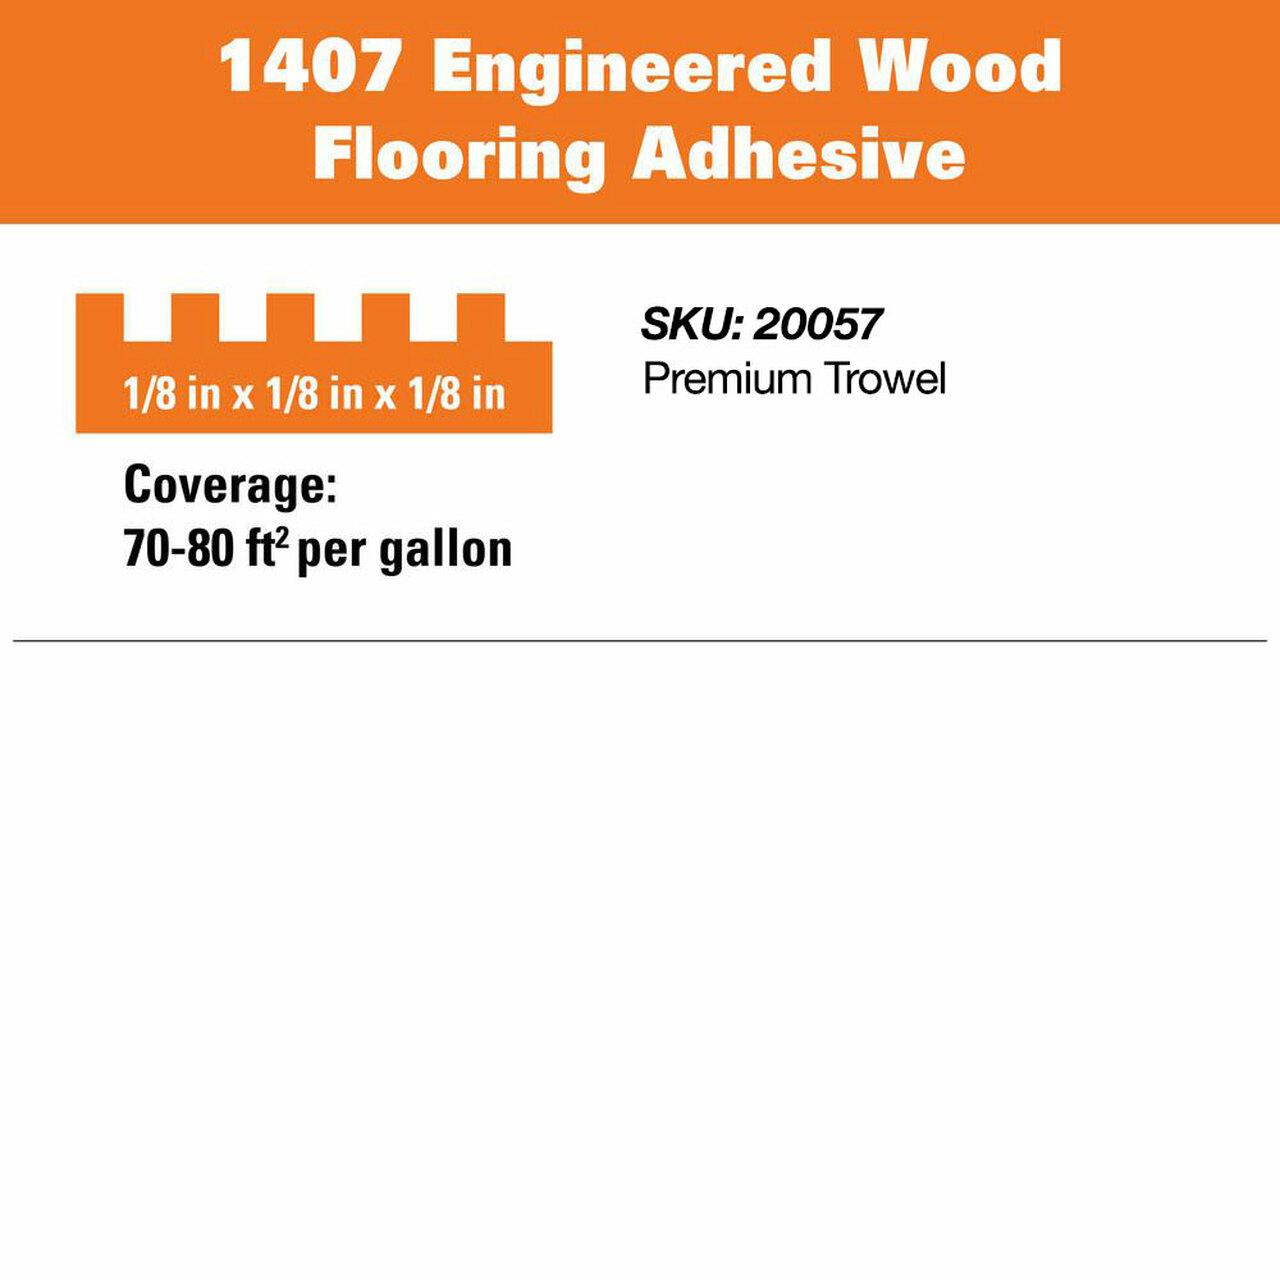 1407 Engineered Wood
Flooring Adhesive
1/8 in x 1/8 in x 1/8 in
SKU: 20057
Premium Trowel
Coverage:
70-80 ft² per gallon